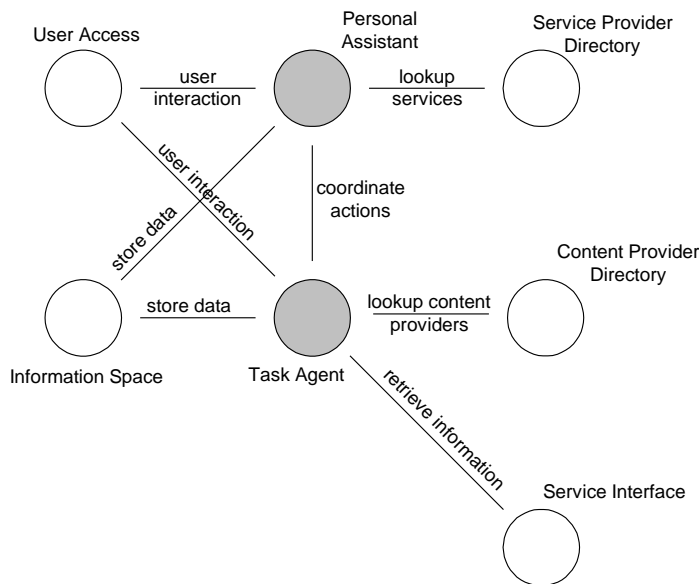 User Access
Personal
Assistant
Service Provider
Directory
user
interaction
lookup
services
user interaction
coordinate
actions
store data
Content Provider
Directory
store data
lookup content
providers
Information Space
Task Agent
retrieve information
Service Interface